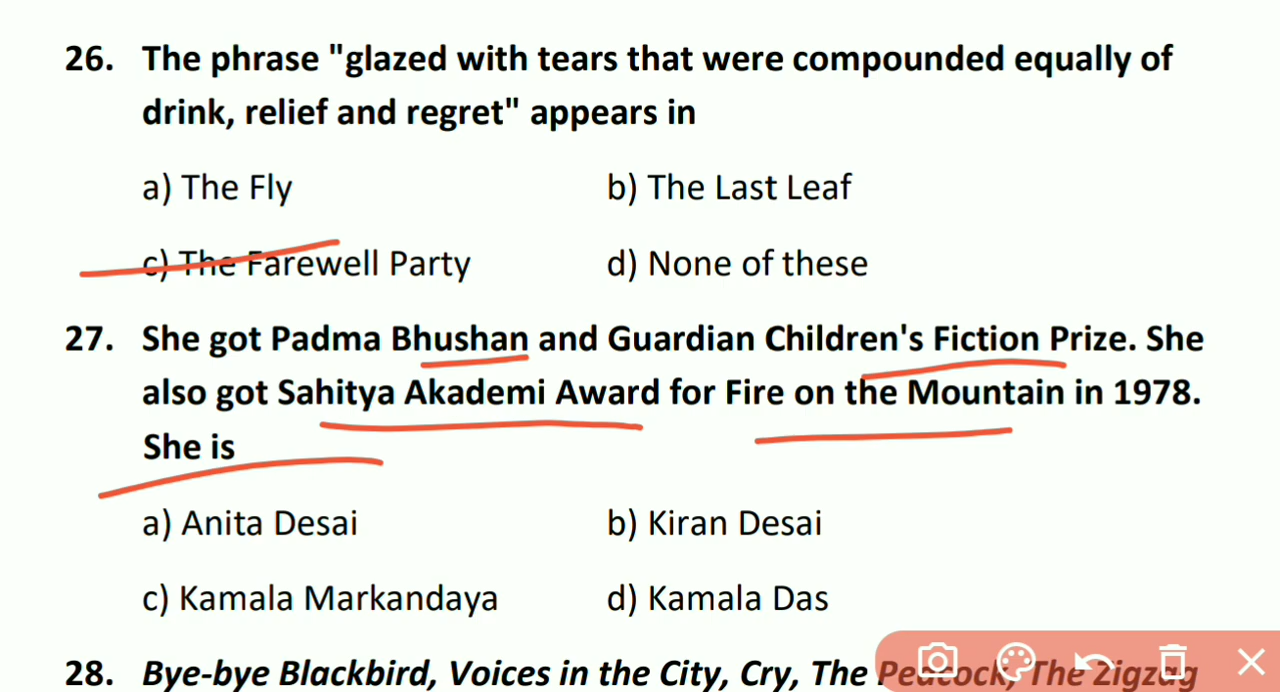 26. The phrase "glazed with tears that were compounded equally of
drink, relief and regret" appears in
a) The Fly b) The Last Leaf
c) The Farewell Party d) None of these
27. She got Padma Bhushan and Guardian Children's Fiction Prize. She
also got Sahitya Akademi Award for Fire on the Mountain in 1978.
She is
a) Anita Desai b) Kiran Desai
c) Kamala Markandaya d) Kamala Das
28. Bye-bye Blackbird, Voices in the City, Cry, The Peacock, The Zigzag